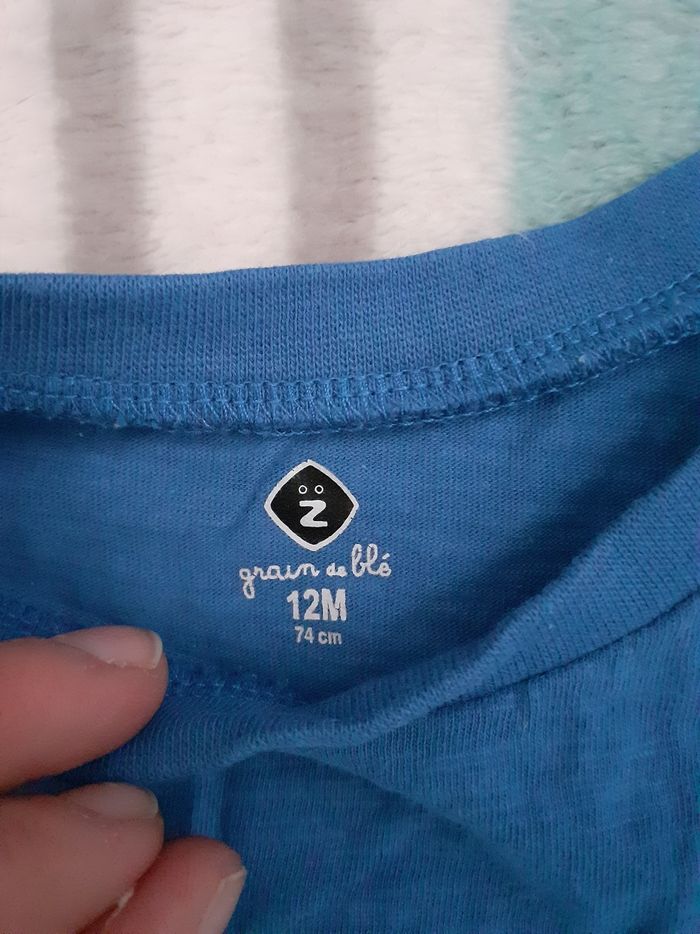 Z
grain de blé
12M
74 cm